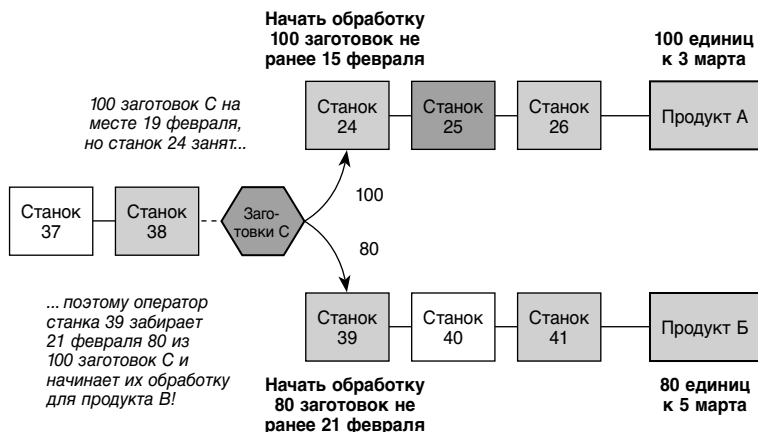 Начать обработку
100 заготовок не
ранее 15 февраля
100 единиц
к 3 марта
100 заготовок С на
месте 19 февраля,
но станок 24 занят...
Станок
24
Станок
25
Станок
26
Продукт А
100
Станок
37
Станок
38
Заго-
товки С
80
... поэтому оператор
станка 39 забирает
21 февраля 80 из
100 заготовок С и
начинает их обработку
для продукта В!
Станок
39
Станок
40
Станок
41
Продукт Б
Начать обработку
80 заготовок не
ранее 21 февраля
80 единиц
к 5 марта